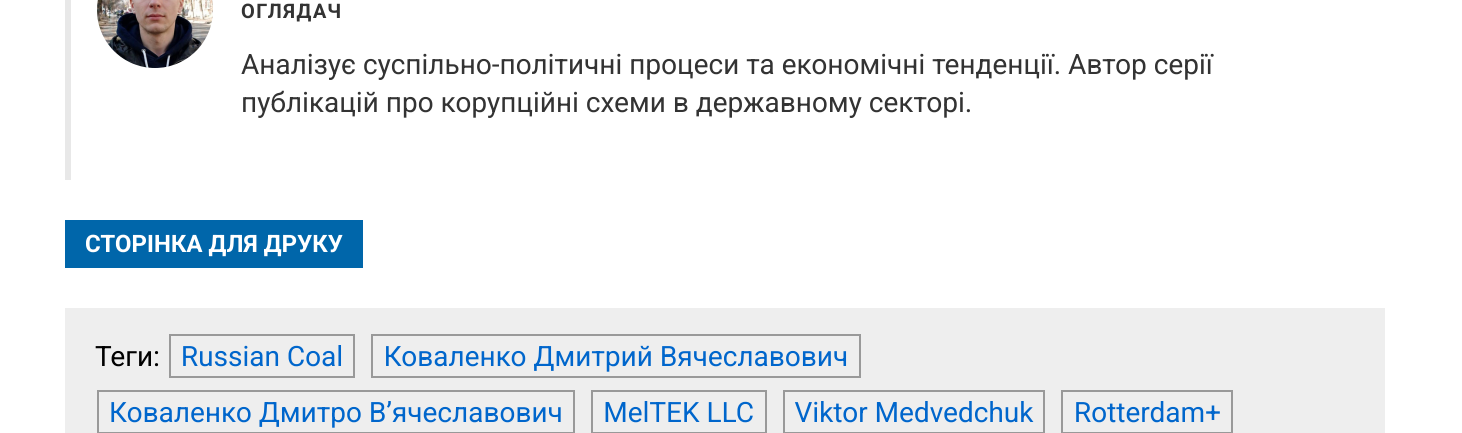 ОГЛЯДАЧ
Аналізує суспільно-політичні процеси та економічні тенденції. Автор серії
публікацій про корупційні схеми в державному секторі.
СТОРІНКА ДЛЯ ДРУКУ
Теги: Russian Coal Коваленко Дмитрий Вячеславович
Коваленко Дмитро В’ячеславович MelTEK LLC Viktor Medvedchuk Rotterdam+